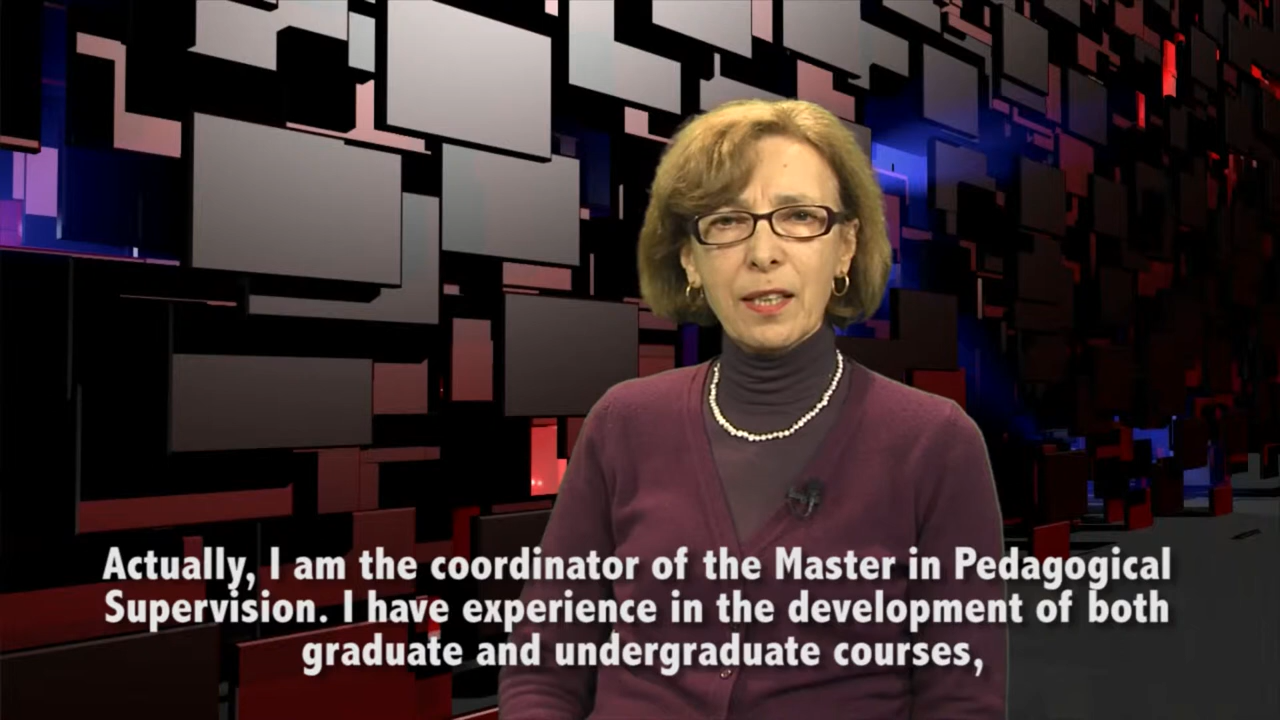 Actually, I am the coordinator of the Master in Pedagogical
Supervision. I have experience in the development of both
graduate and undergraduate courses,